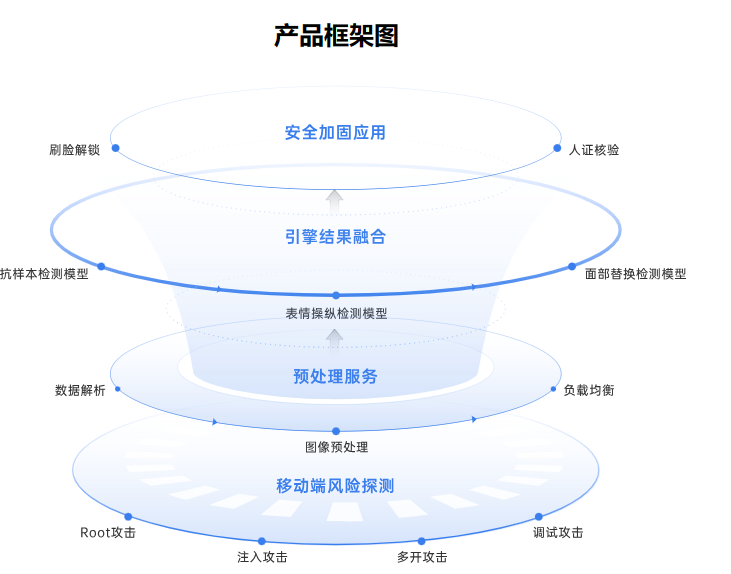 产品框架图
安全加固应用
刷脸解锁
人证核验
引擎结果融合
抗样本检测模型
面部替换检测模型
表情操纵检测模型
预处理服务
数据解析
负载均衡
图像预处理
移动端风险探测
Root攻击
调试攻击
注入攻击
多开攻击